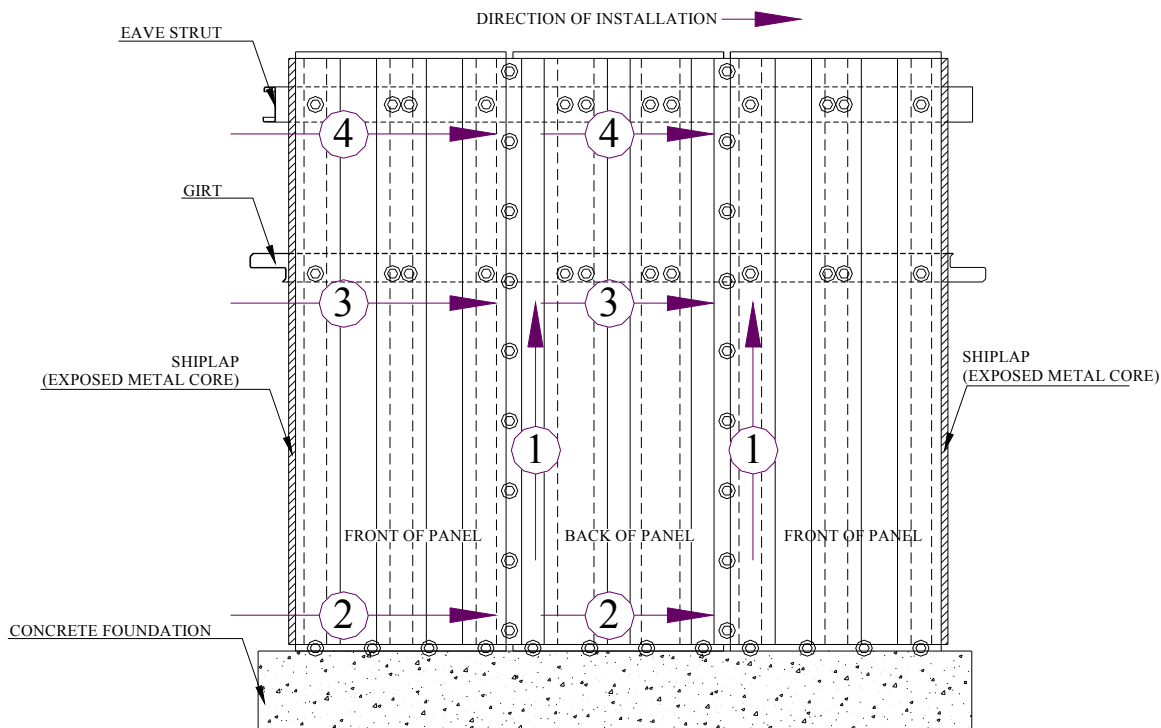 DIRECTION OF INSTALLATION
EAVE STRUT
4
4
GIRT
3
3
SHIPLAP
(EXPOSED METAL CORE)
SHIPLAP
(EXPOSED METAL CORE)
1
1
FRONT OF PANEL
BACK OF PANEL
FRONT OF PANEL
2
2
CONCRETE FOUNDATION